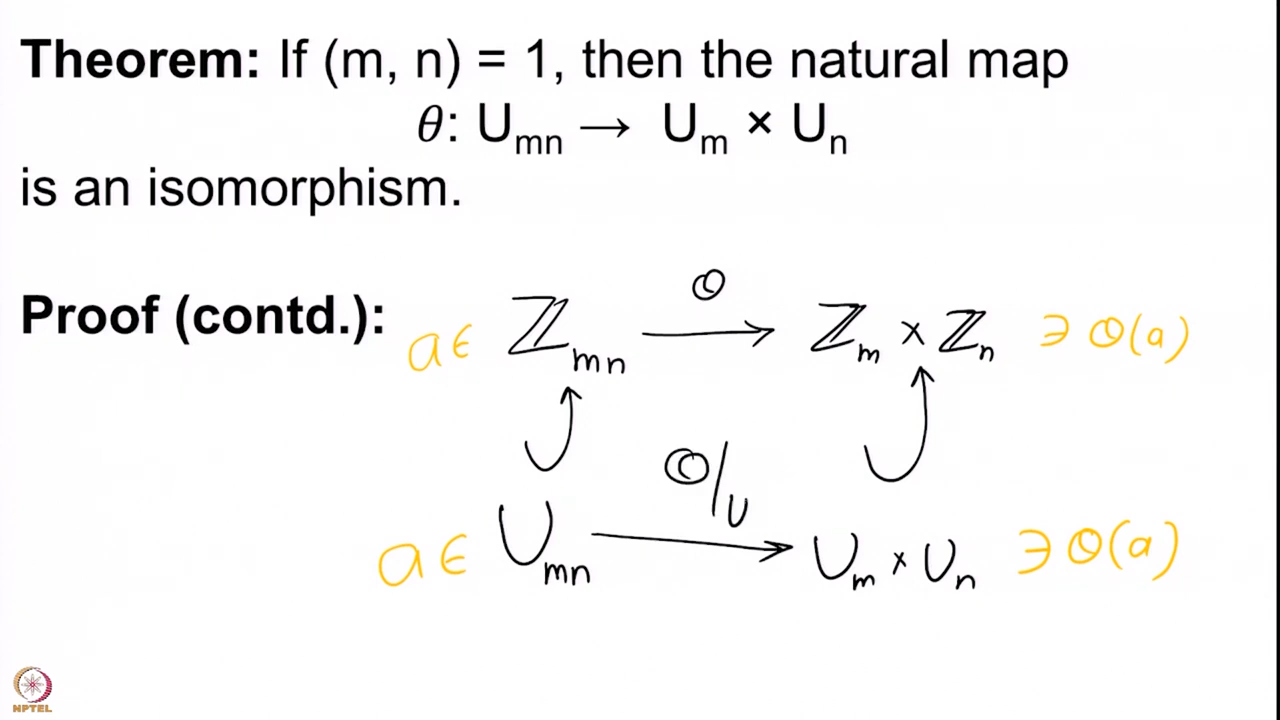 Theorem: If (m, n) = 1, then the natural map
θ: Uₘₙ → Uₘ × Uₙ
is an isomorphism.
Proof (contd.): a ∈ ℤₘₙ → ℤₘ × ℤₙ ∋ θ(a)
θ
θ/U
a ∈ Uₘₙ → Uₘ × Uₙ ∋ θ(a)
NPTEL